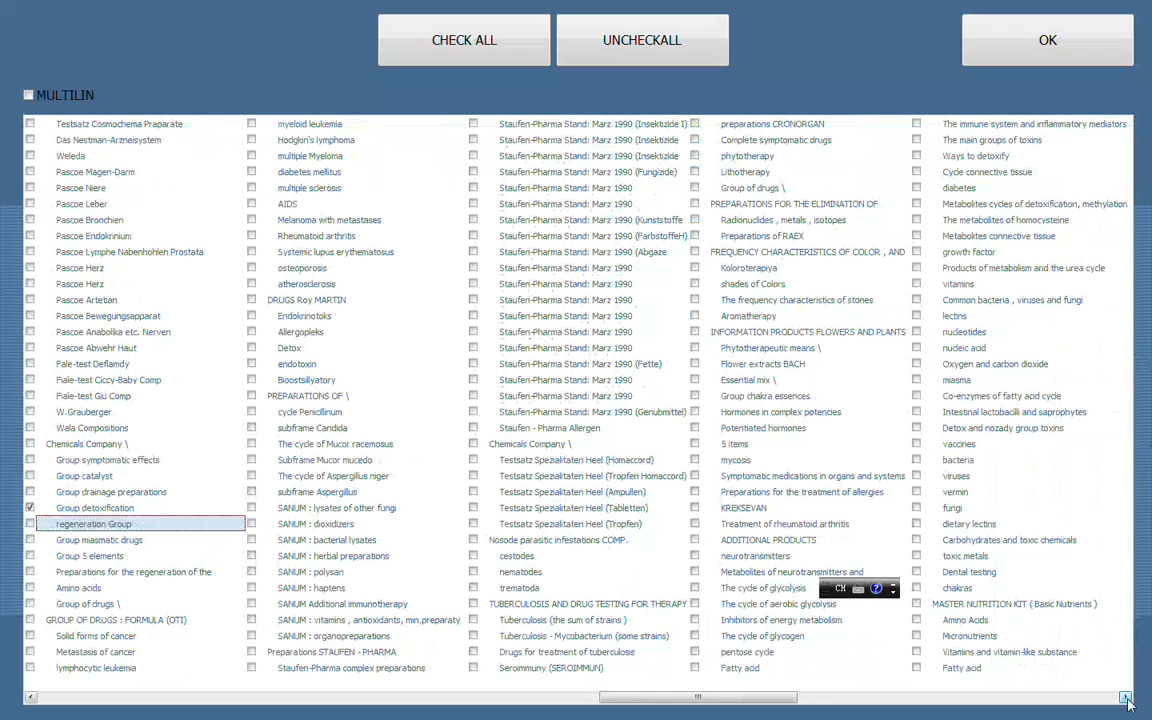 CHECK ALL
UNCHECKALL
OK
MULTILIN
Testsatz Cosmochema Praparate
Das Nestman-Arzneisystem
Weleda
Pascoe Magen-Darm
Pascoe Niere
Pascoe Leber
Pascoe Bronchien
Pascoe Endokrinium
Pascoe Lymphe Nabenhohlen Prostata
Pascoe Herz
Pascoe Herz
Pascoe Artetian
Pascoe Bewegungsapparat
Pascoe Anabolika etc. Nerven
Pascoe Abwehr Haut
Fale-test Deflamdy
Fiale-test Ciccy-Baby Comp
Fiale-test Giu Comp
W.Grauberger
Wala Compositions
Chemicals Company \
Group symptomatic effects
Group catalyst
Group drainage preparations
Group detoxification
regeneration Group
Group miasmatic drugs
Group 5 elements
Preparations for the regeneration of the
Amino acids
Group of drugs \
GROUP OF DRUGS : FORMULA (OTI)
Solid forms of cancer
Metastasis of cancer
lymphocytic leukemia
myeloid leukemia
Hodgkin's lymphoma
multiple Myeloma
diabetes mellitus
multiple sclerosis
AIDS
Melanoma with metastases
Rheumatoid arthritis
Systemic lupus erythematosus
osteoporosis
atherosclerosis
DRUGS Roy MARTIN
Endokrinotoks
Allergopleks
Detox
endotoxin
Bioostsillyatory
PREPARATIONS OF \
cycle Penicillinum
subframe Candida
The cycle of Mucor racemosus
Subframe Mucor mucedo
The cycle of Aspergillus niger
subframe Aspergillus
SANUM : lysates of other fungi
SANUM : dioxidizers
SANUM : bacterial lysates
SANUM : herbal preparations
SANUM : polysan
SANUM : haptens
SANUM Additional immunotherapy
SANUM : vitamins , antioxidants, min.preparaty
SANUM : organopreparations
Preparations STAUFEN - PHARMA
Staufen-Pharma complex preparations
Staufen-Pharma Stand: Marz 1990 (Insektizide I)
Staufen-Pharma Stand: Marz 1990 (Insektizide
Staufen-Pharma Stand: Marz 1990 (Insektizide
Staufen-Pharma Stand: Marz 1990 (Fungizide)
Staufen-Pharma Stand: Marz 1990
Staufen-Pharma Stand: Marz 1990
Staufen-Pharma Stand: Marz 1990 (Kunststoffe
Staufen-Pharma Stand: Marz 1990 (FarbstoffeH)
Staufen-Pharma Stand: Marz 1990 (Abgaze
Staufen-Pharma Stand: Marz 1990
Staufen-Pharma Stand: Marz 1990
Staufen-Pharma Stand: Marz 1990
Staufen-Pharma Stand: Marz 1990
Staufen-Pharma Stand: Marz 1990
Staufen-Pharma Stand: Marz 1990
Staufen-Pharma Stand: Marz 1990 (Fette)
Staufen-Pharma Stand: Marz 1990
Staufen-Pharma Stand: Marz 1990
Staufen-Pharma Stand: Marz 1990 (Genubmittel)
Staufen - Pharma Allergen
Chemicals Company \
Testsatz Spezialitaten Heel (Homaccord)
Testsatz Spezialitaten Heel (Tropfen Homaccord)
Testsatz Spezialitaten Heel (Ampullen)
Testsatz Spezialitaten Heel (Tabletten)
Testsatz Spezialitaten Heel (Tropfen)
Nosode parasitic infestations COMP.
cestodes
nematodes
trematoda
TUBERCULOSIS AND DRUG TESTING FOR THERAPY
Tuberculosis (the sum of strains )
Tuberculosis - Mycobacterium (some strains)
Drugs for treatment of tuberculosis
Seroimmuny (SEROIMMUN)
preparations CRONORGAN
Complete symptomatic drugs
phytotherapy
Lithotherapy
Group of drugs \
PREPARATIONS FOR THE ELIMINATION OF
Radionuclides , metals , isotopes
Preparations of RAEX
FREQUENCY CHARACTERISTICS OF COLOR , AND
Koloroterapiya
shades of Colors
The frequency characteristics of stones
Aromatherapy
INFORMATION PRODUCTS FLOWERS AND PLANTS
Phytotherapeutic means \
Flower extracts BACH
Essential mix \
Group chakra essences
Hormones in complex potencies
Potentiated hormones
5 items
mycosis
Symptomatic medications in organs and systems
Preparations for the treatment of allergies
KREKSEVAN
Treatment of rheumatoid arthritis
ADDITIONAL PRODUCTS
neurotransmitters
Metabolites of neurotransmitters and
The cycle of glycolysis
The cycle of aerobic glycolysis
Inhibitors of energy metabolism
The cycle of glycogen
pentose cycle
Fatty acid
The immune system and inflammatory mediators
The main groups of toxins
Ways to detoxify
Cycle connective tissue
diabetes
Metabolites cycles of detoxification, methylation
The metabolites of homocysteine
Metabolites connective tissue
growth factor
Products of metabolism and the urea cycle
vitamins
Common bacteria , viruses and fungi
lectins
nucleotides
nucleic acid
Oxygen and carbon dioxide
miasma
Co-enzymes of fatty acid cycle
Intestinal lactobacilli and saprophytes
Detox and nozady group toxins
vaccines
bacteria
viruses
vermin
fungi
dietary lectins
Carbohydrates and toxic chemicals
toxic metals
Dental testing
chakras
MASTER NUTRITION KIT ( Basic Nutrients )
Amino Acids
Micronutrients
Vitamins and vitamin-like substance
Fatty acid
CH